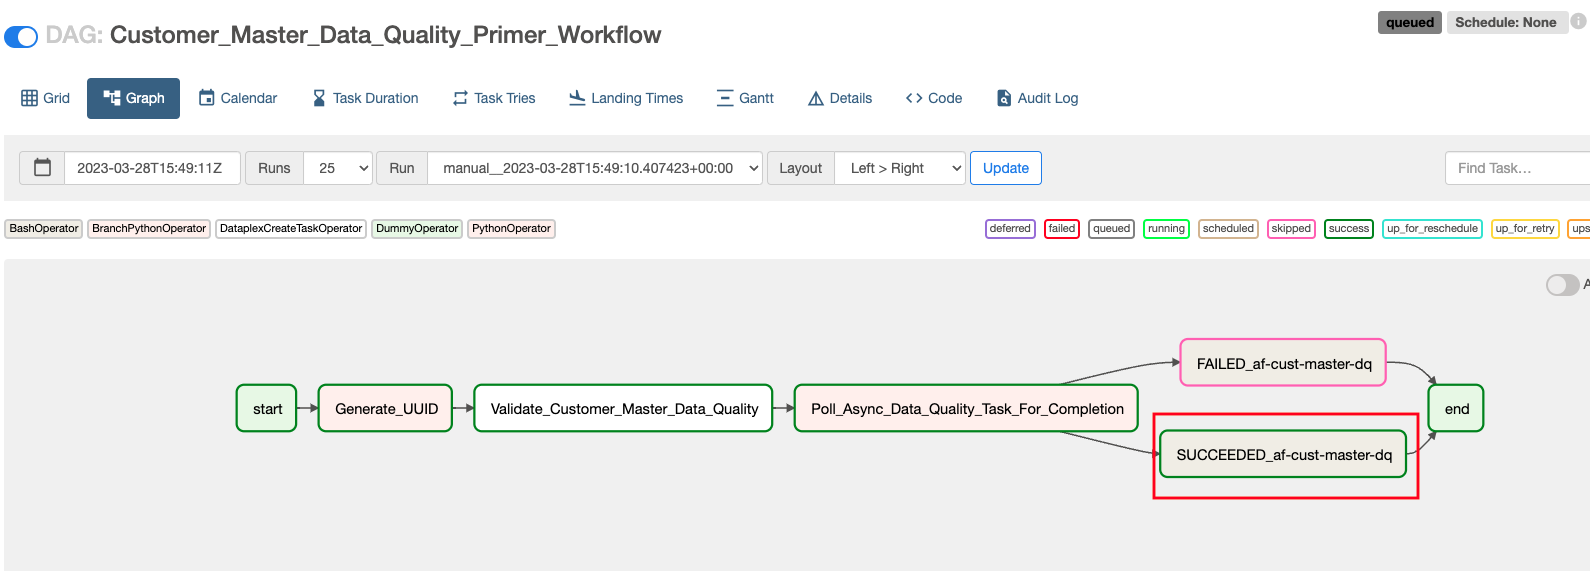 DAG: Customer_Master_Data_Quality_Primer_Workflow
queued Schedule: None
Grid Graph Calendar Task Duration Task Tries Landing Times Gantt Details Code Audit Log
2023-03-28T15:49:11Z Runs 25 Run manual__2023-03-28T15:49:10.407423+00:00 Layout Left > Right Update Find Task...
BashOperator BranchPythonOperator DataplexCreateTaskOperator DummyOperator PythonOperator
deferred failed queued running scheduled skipped success up_for_reschedule up_for_retry ups
A
FAILED_af-cust-master-dq
start Generate_UUID Validate_Customer_Master_Data_Quality Poll_Async_Data_Quality_Task_For_Completion end
SUCCEEDED_af-cust-master-dq